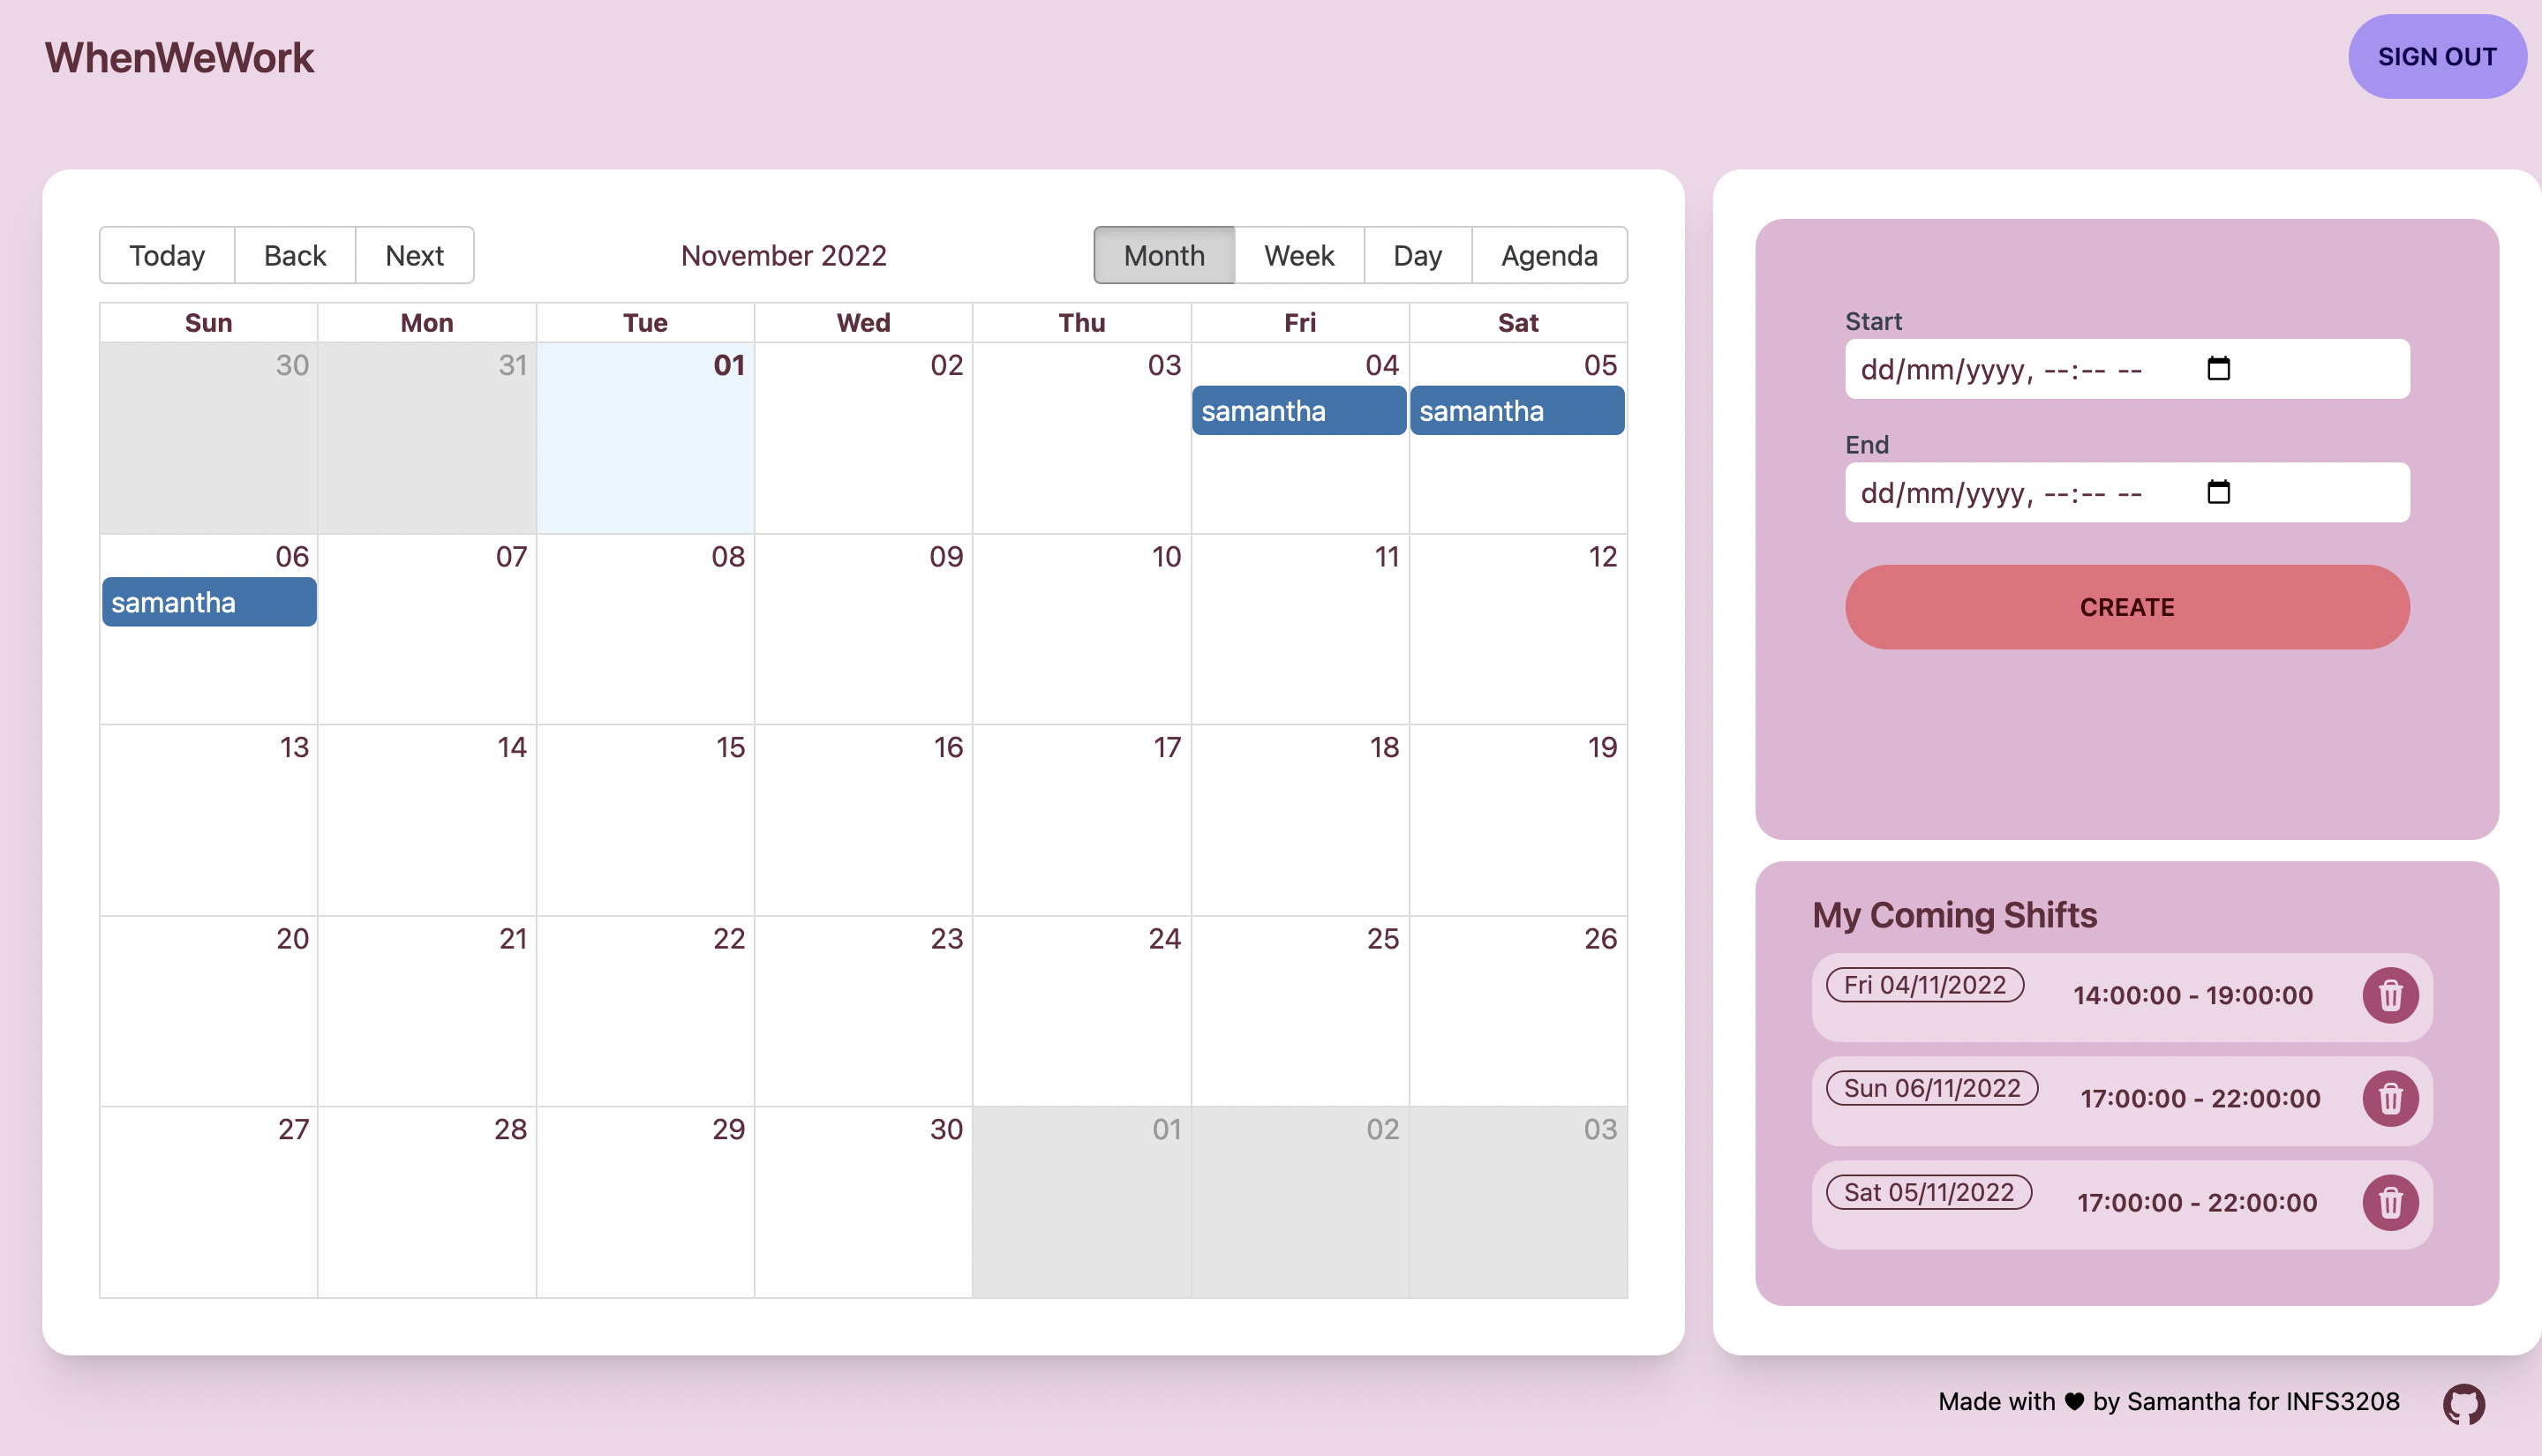 WhenWeWork
SIGN OUT
Today Back Next
November 2022
Month Week Day Agenda
Sun Mon Tue Wed Thu Fri Sat
30 31 01 02 03 04 05
samantha samantha
06 07 08 09 10 11 12
samantha
13 14 15 16 17 18 19
20 21 22 23 24 25 26
27 28 29 30 01 02 03
Start
dd/mm/yyyy, --:-- --
End
dd/mm/yyyy, --:-- --
CREATE
My Coming Shifts
Fri 04/11/2022 14:00:00 - 19:00:00
Sun 06/11/2022 17:00:00 - 22:00:00
Sat 05/11/2022 17:00:00 - 22:00:00
Made with ♥ by Samantha for INFS3208